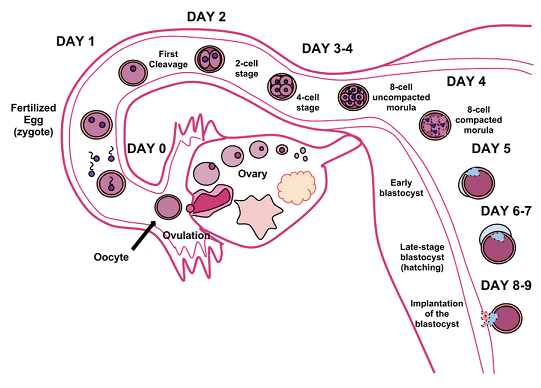 DAY 2
DAY 1
DAY 3-4
First
Cleavage
2-cell
stage
DAY 4
4-cell
stage
8-cell
uncompacted
morula
8-cell
compacted
morula
Fertilized
Egg
(zygote)
DAY 0
DAY 5
Ovary
Early
blastocyst
DAY 6-7
Ovulation
Oocyte
Late-stage
blastocyst
(hatching)
DAY 8-9
Implantation
of the
blastocyst